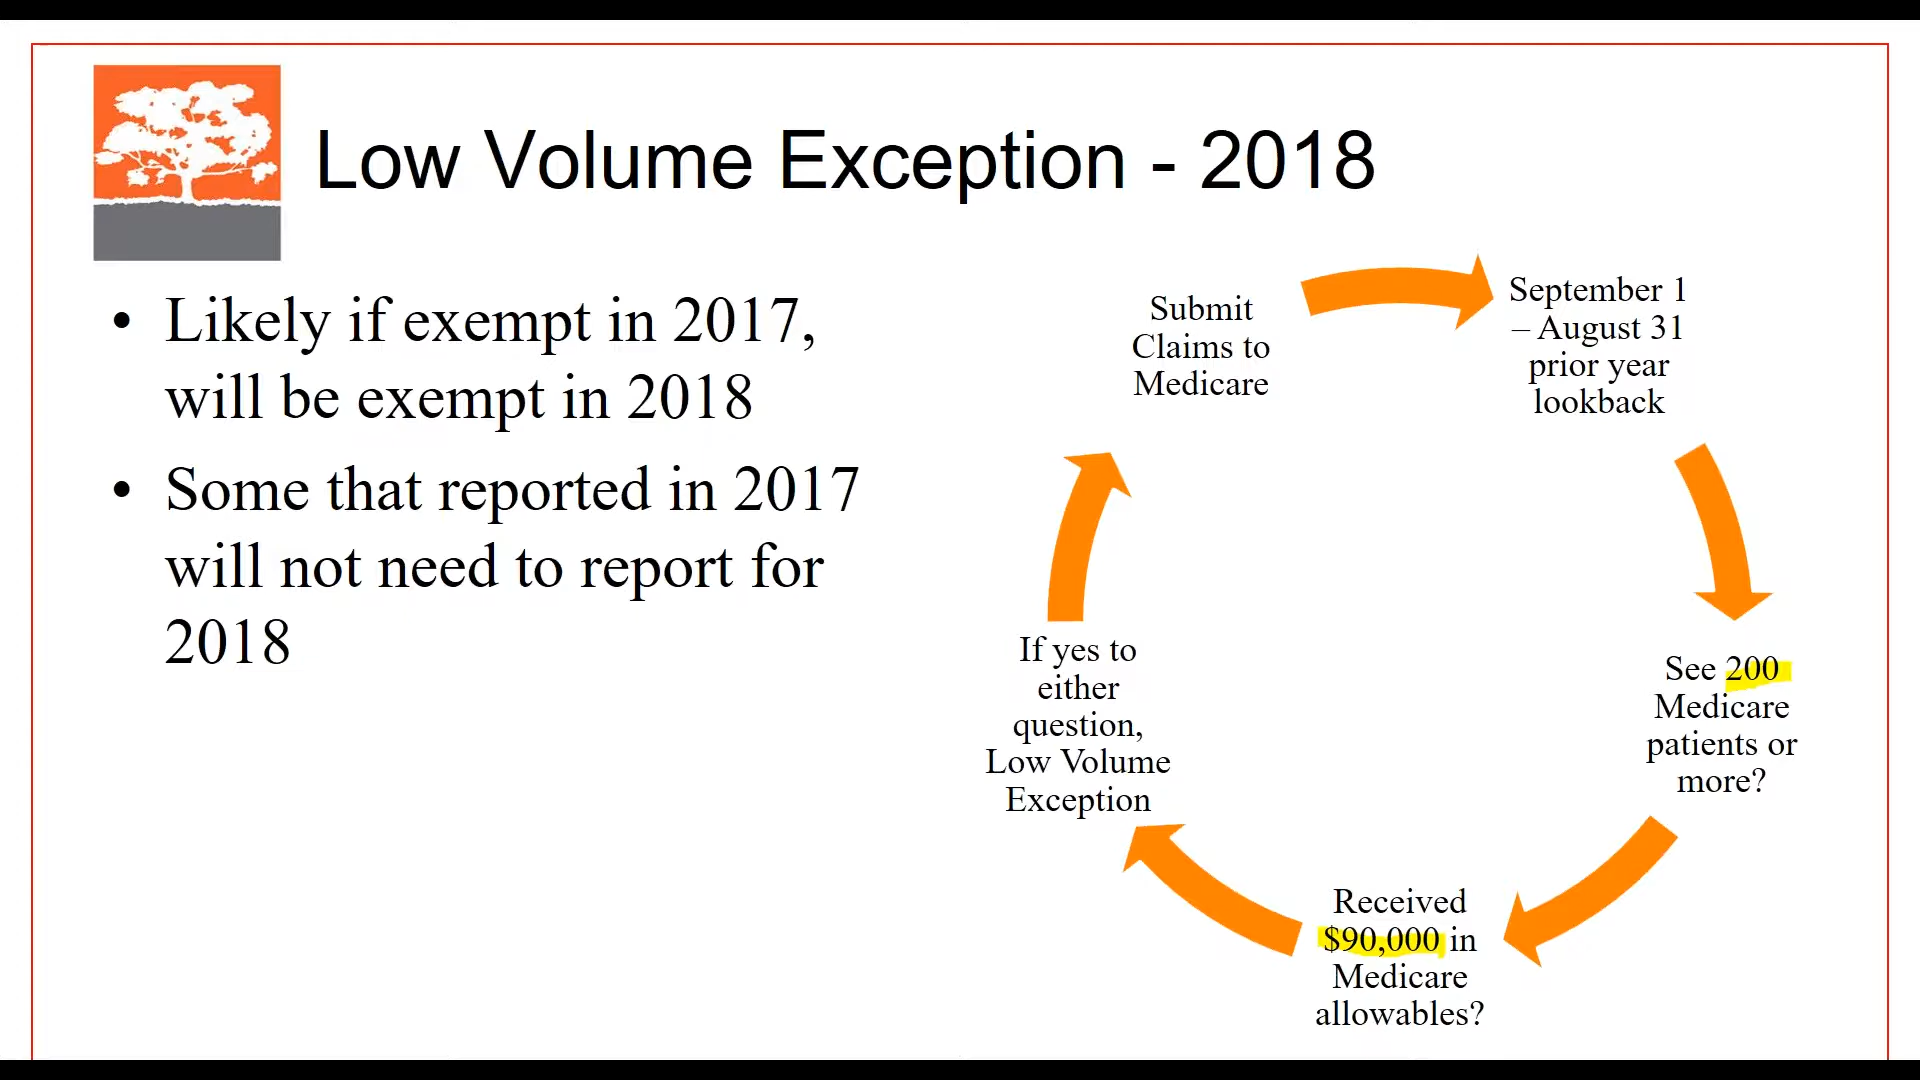 Low Volume Exception - 2018
• Likely if exempt in 2017,
will be exempt in 2018
• Some that reported in 2017
will not need to report for
2018
Submit
Claims to
Medicare
September 1
– August 31
prior year
lookback
See 200
Medicare
patients or
more?
Received
$90,000 in
Medicare
allowables?
If yes to
either
question,
Low Volume
Exception